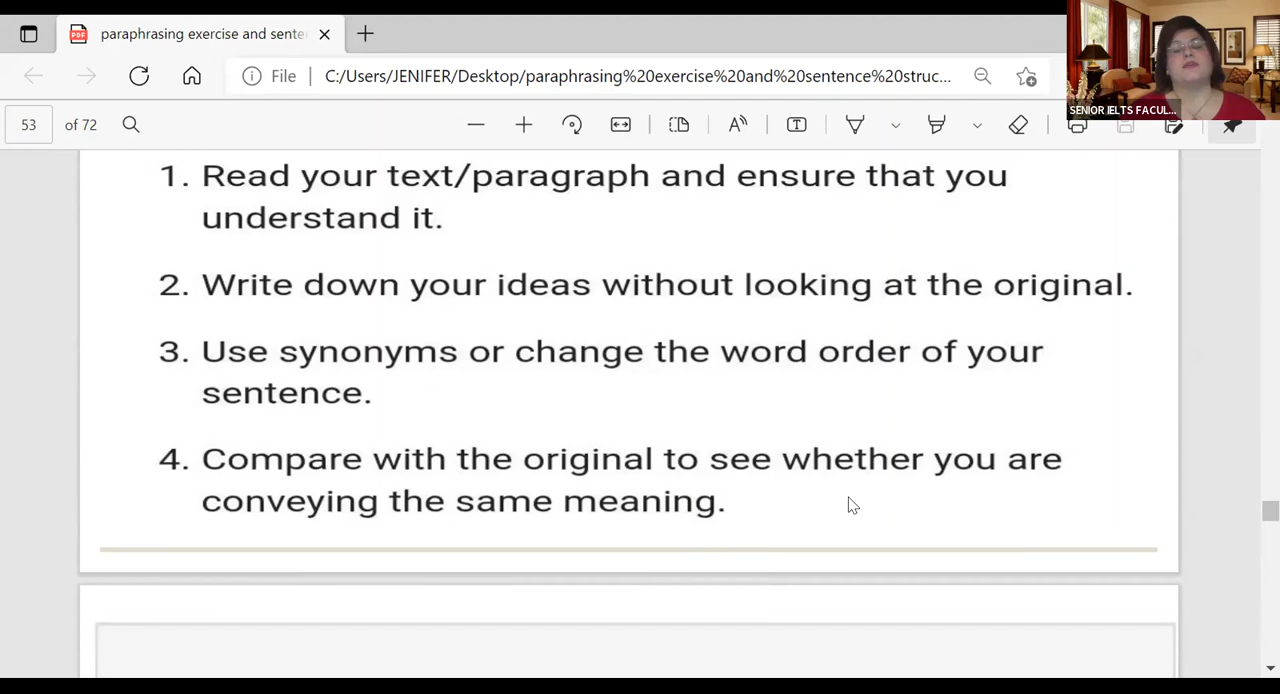 paraphrasing exercise and sente
File
C:/Users/JENIFER/Desktop/paraphrasing%20exercise%20and%20sentence%20struc...
SENIOR IELTS FACUL...
53 of 72
1. Read your text/paragraph and ensure that you
understand it.
2. Write down your ideas without looking at the original.
3. Use synonyms or change the word order of your
sentence.
4. Compare with the original to see whether you are
conveying the same meaning.